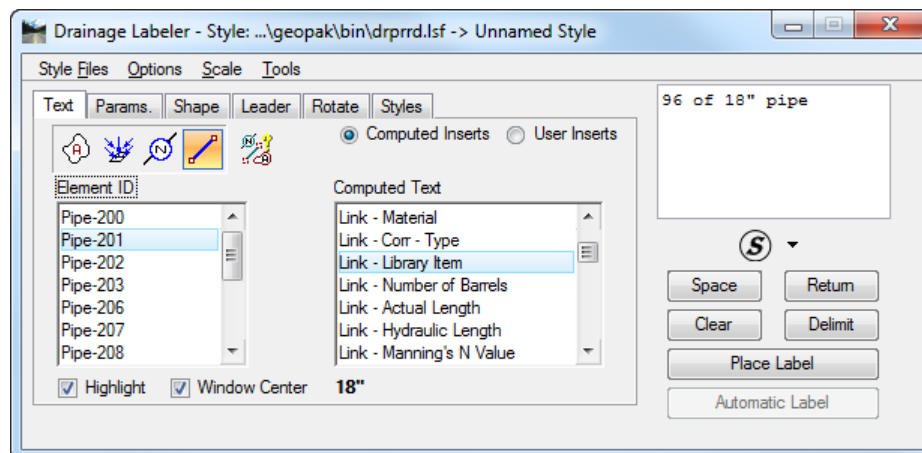 Drainage Labeler - Style: ...\geopak\bin\drprrd.lsf -> Unnamed Style
Style Files Options Scale Tools
Text Params. Shape Leader Rotate Styles
Computed Inserts User Inserts
Element ID
Pipe-200
Pipe-201
Pipe-202
Pipe-203
Pipe-206
Pipe-207
Pipe-208
Computed Text
Link - Material
Link - Corr - Type
Link - Library Item
Link - Number of Barrels
Link - Actual Length
Link - Hydraulic Length
Link - Manning's N Value
Highlight Window Center 18"
96 of 18" pipe
S
Space Return
Clear Delimit
Place Label
Automatic Label